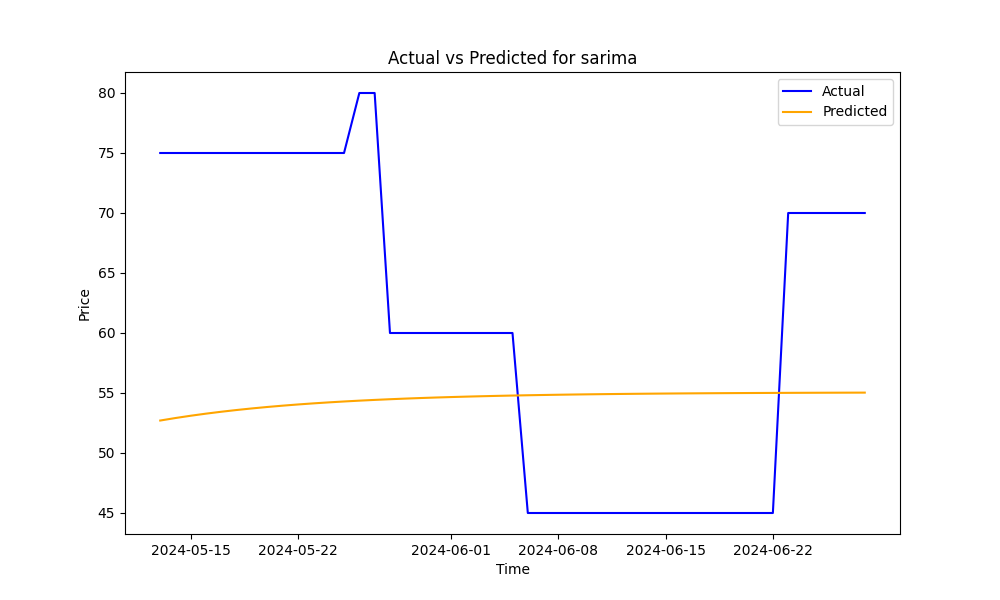 Actual vs Predicted for sarima
Actual
Predicted
Price
80
75
70
65
60
55
50
45
2024-05-15 2024-05-22 2024-06-01 2024-06-08 2024-06-15 2024-06-22
Time